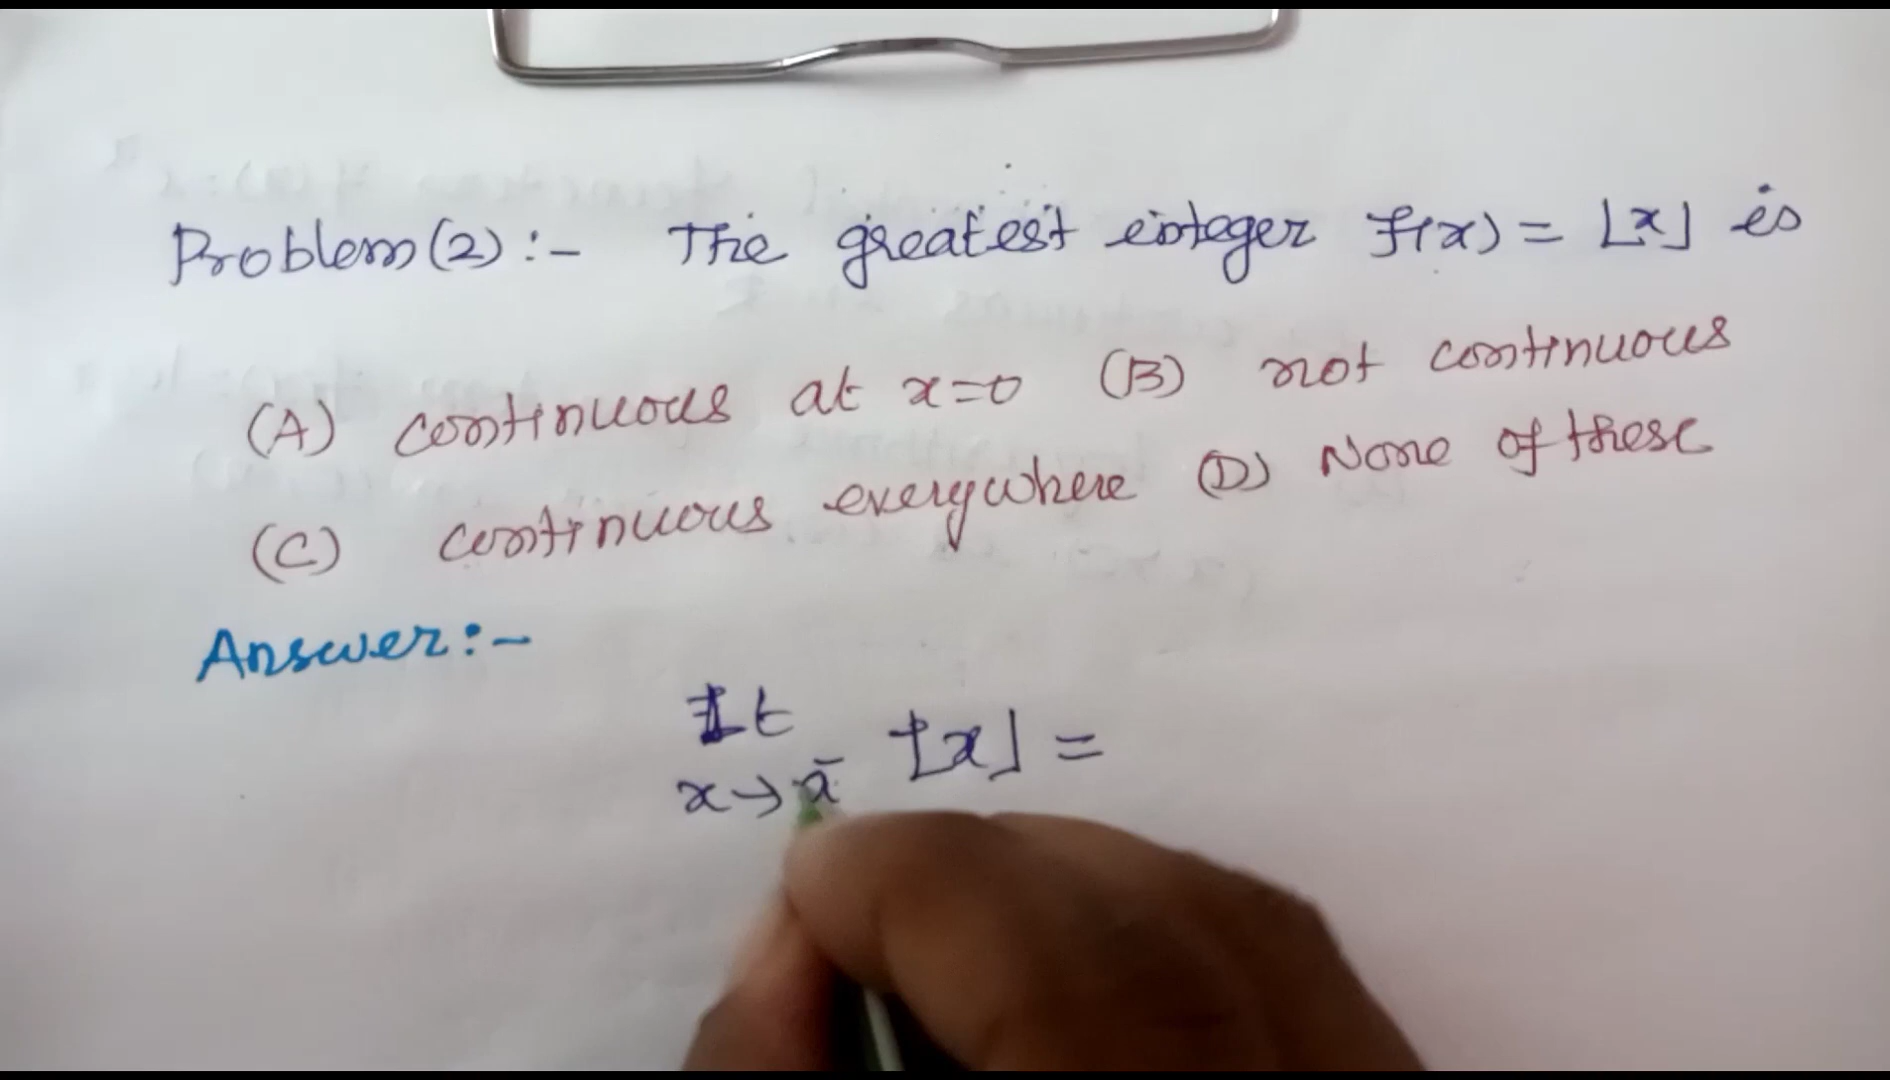 Problem (2) :- The greatest integer f(x) = ⌊x⌋ is
(A) continuous at x=0 (B) not continuous
(C) continuous everywhere (D) None of these
Answer :-
Lt ⌊x⌋ =
x→a⁻